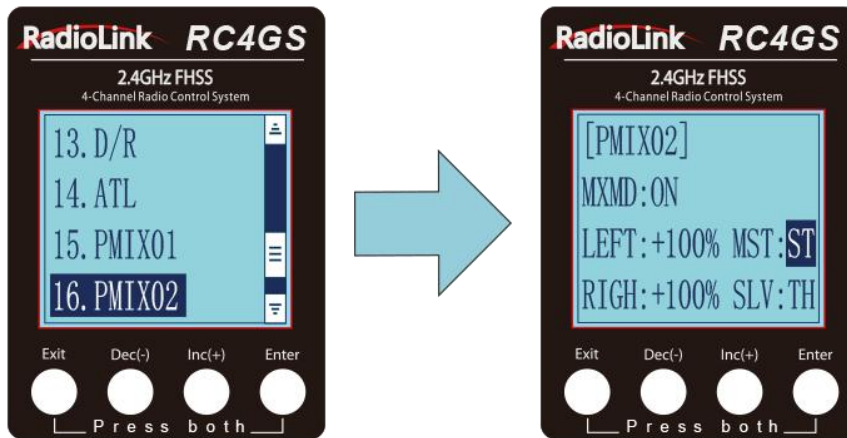 RadioLink RC4GS
2.4GHz FHSS
4-Channel Radio Control System
13. D/R
14. ATL
15. PMIX01
16. PMIX02
Exit Dec(-) Inc(+) Enter
Press both
RadioLink RC4GS
2.4GHz FHSS
4-Channel Radio Control System
[PMIX02]
MXMD:ON
LEFT:+100% MST:ST
RIGH:+100% SLV:TH
Exit Dec(-) Inc(+) Enter
Press both